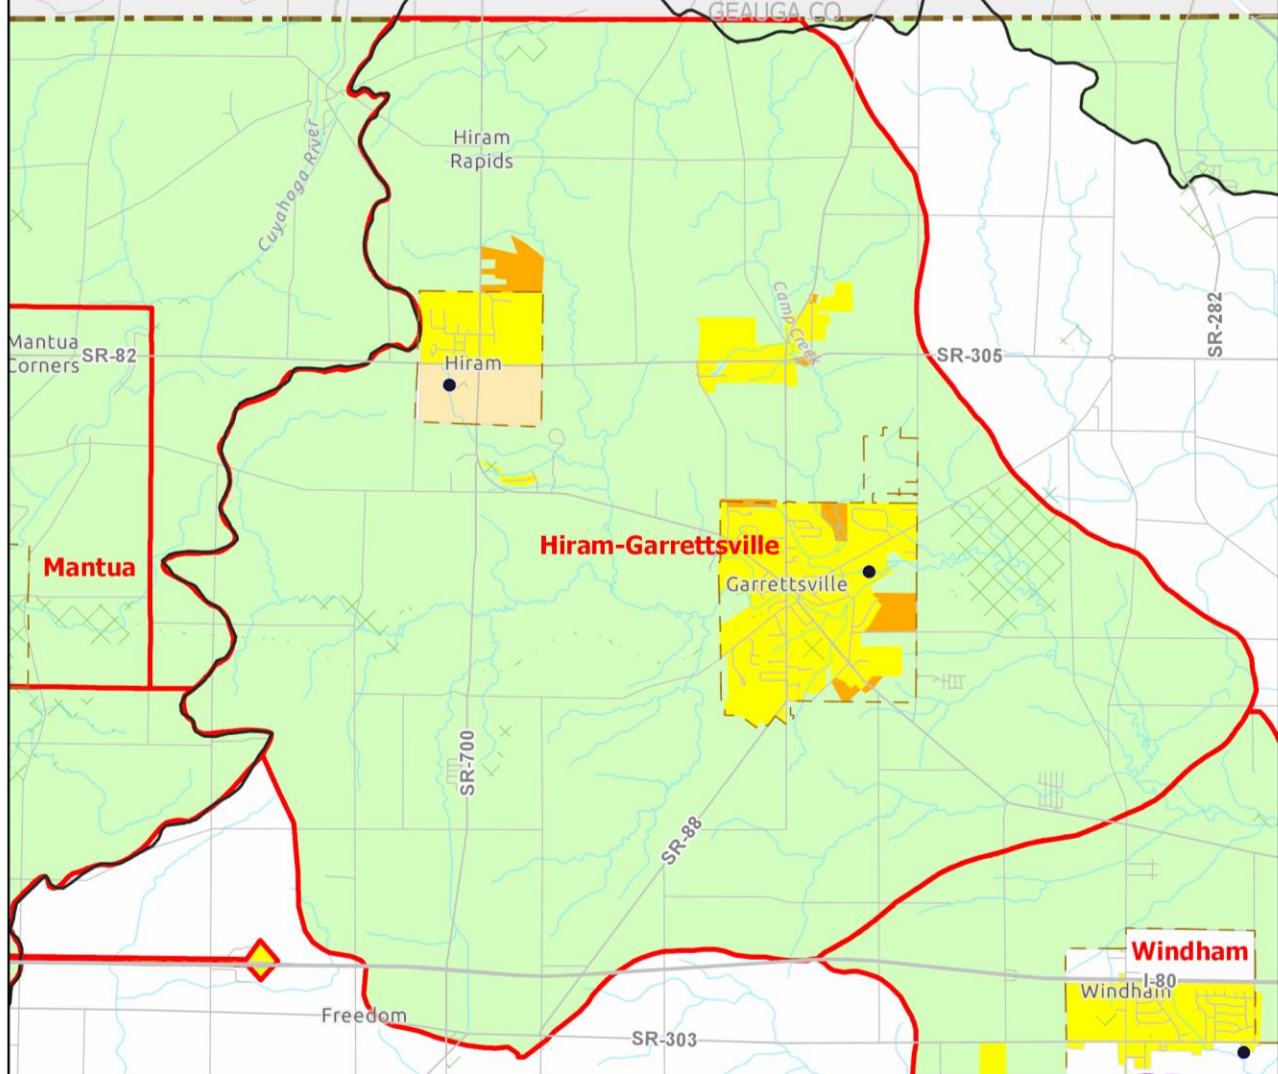 GEAUGA CO.
Hiram
Rapids
Cuyahoga River
Camp Creek
SR-282
Mantua
Corners
SR-82
SR-305
Hiram
Hiram-Garrettsville
Mantua
Garrettsville
SR-700
SR-88
Windham
I-80
Windham
Freedom
SR-303